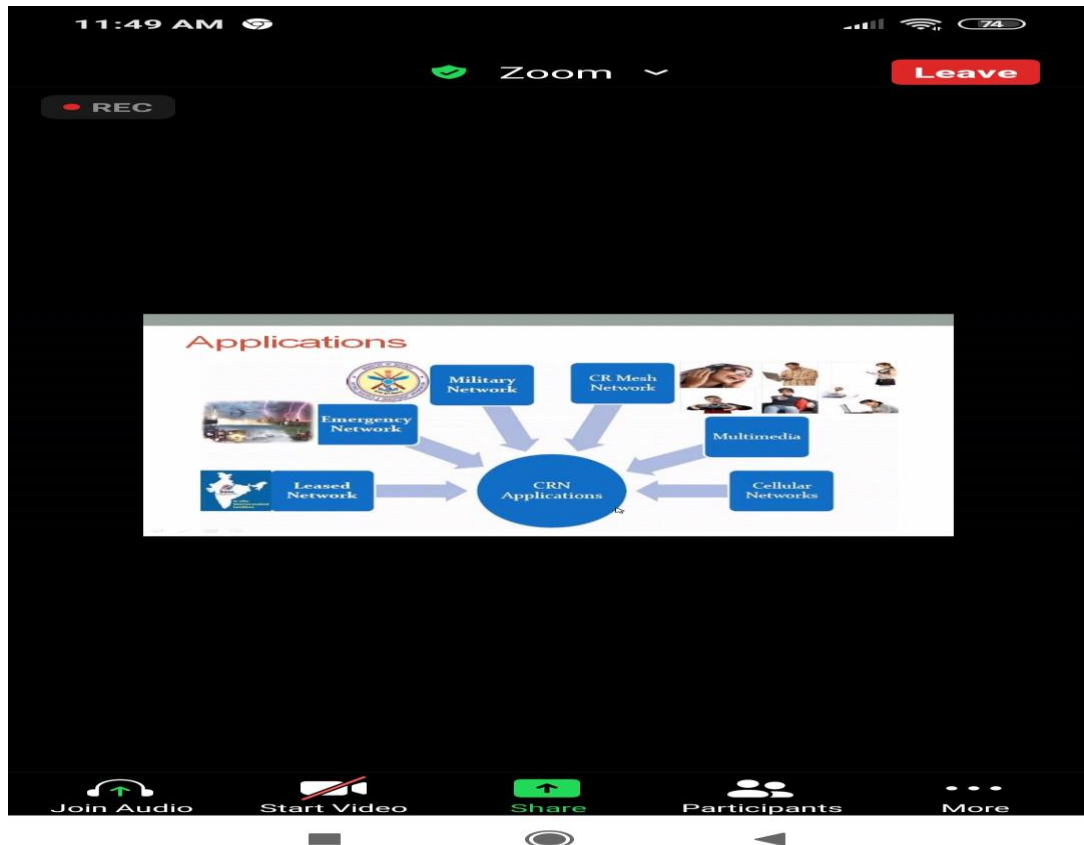 11:49 AM
74
Zoom
Leave
REC
Applications
Military
Network
CR Mesh
Network
Emergency
Network
Multimedia
Leased
Network
CRN
Applications
Cellular
Networks
Join Audio
Start Video
Share
Participants
More